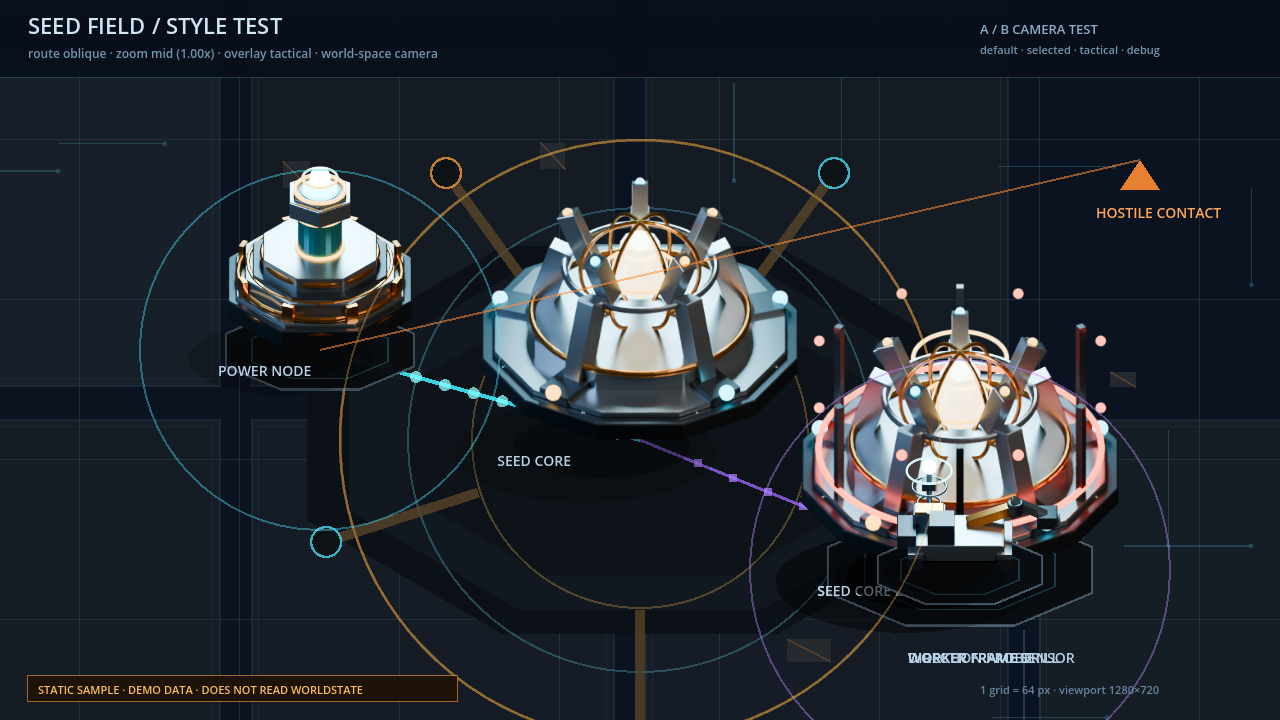 SEED FIELD / STYLE TEST
route oblique · zoom mid (1.00x) · overlay tactical · world-space camera
A / B CAMERA TEST
default · selected · tactical · debug
HOSTILE CONTACT
POWER NODE
SEED CORE
SEED CORE
STATIC SAMPLE · DEMO DATA · DOES NOT READ WORLDSTATE
1 grid = 64 px · viewport 1280×720